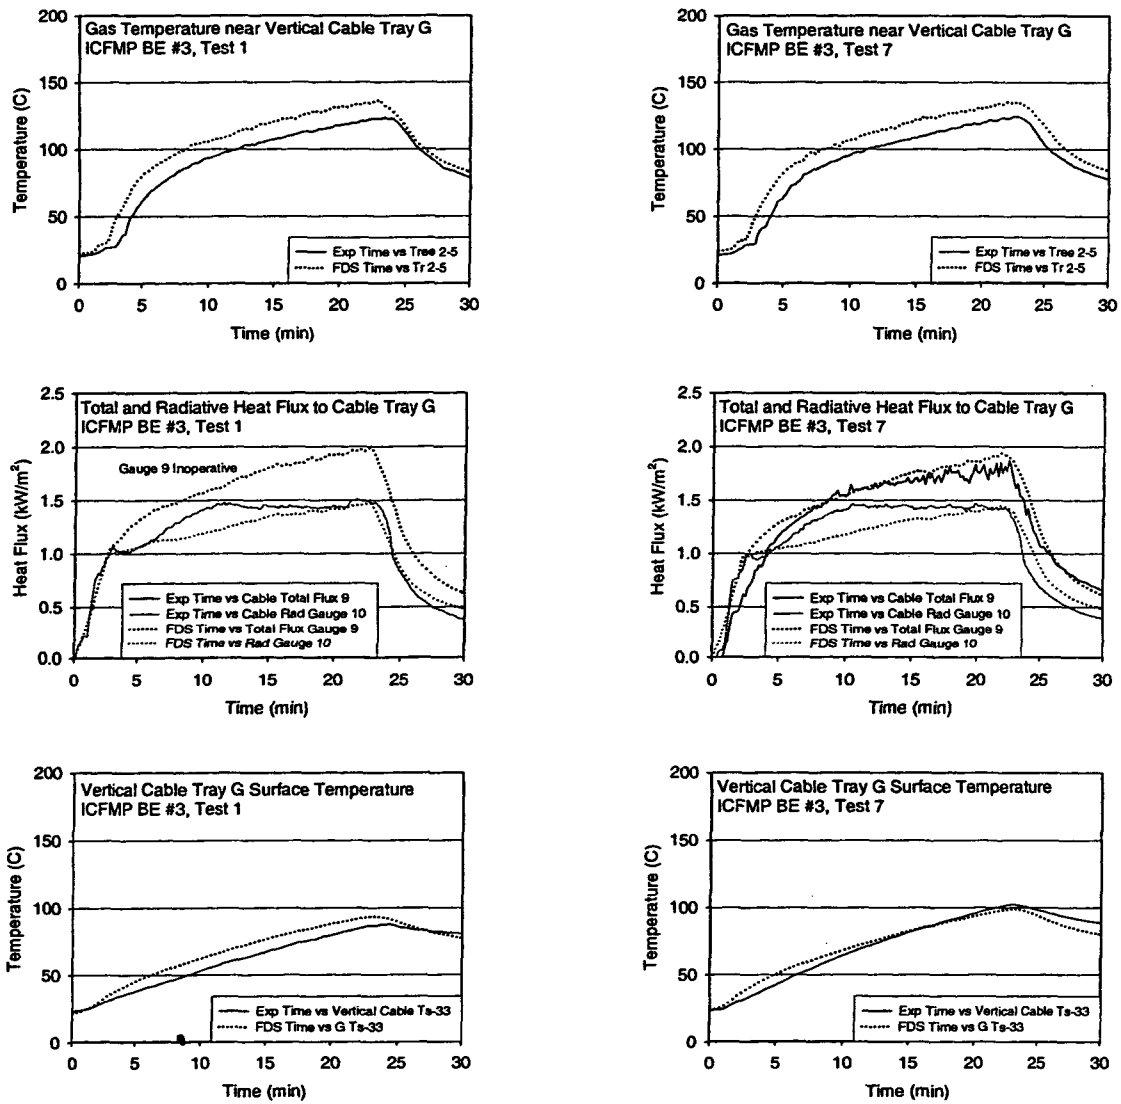 Gas Temperature near Vertical Cable Tray G
ICFMP BE #3, Test 1
Temperature (C)
200
150
100
50
0
Exp Time vs Tree 2-5
FDS Time vs Tr 2-5
0 5 10 15 20 25 30
Time (min)
Gas Temperature near Vertical Cable Tray G
ICFMP BE #3, Test 7
Temperature (C)
200
150
100
50
0
Exp Time vs Tree 2-5
FDS Time vs Tr 2-5
0 5 10 15 20 25 30
Time (min)
Total and Radiative Heat Flux to Cable Tray G
ICFMP BE #3, Test 1
Gauge 9 Inoperative
Heat Flux (kW/m²)
2.5
2.0
1.5
1.0
0.5
0.0
Exp Time vs Cable Total Flux 9
Exp Time vs Cable Rad Gauge 10
FDS Time vs Total Flux Gauge 9
FDS Time vs Rad Gauge 10
0 5 10 15 20 25 30
Time (min)
Total and Radiative Heat Flux to Cable Tray G
ICFMP BE #3, Test 7
Heat Flux (kW/m²)
2.5
2.0
1.5
1.0
0.5
0.0
Exp Time vs Cable Total Flux 9
Exp Time vs Cable Rad Gauge 10
FDS Time vs Total Flux Gauge 9
FDS Time vs Rad Gauge 10
0 5 10 15 20 25 30
Time (min)
Vertical Cable Tray G Surface Temperature
ICFMP BE #3, Test 1
Temperature (C)
200
150
100
50
0
Exp Time vs Vertical Cable Ts-33
FDS Time vs G Ts-33
0 5 10 15 20 25 30
Time (min)
Vertical Cable Tray G Surface Temperature
ICFMP BE #3, Test 7
Temperature (C)
200
150
100
50
0
Exp Time vs Vertical Cable Ts-33
FDS Time vs G Ts-33
0 5 10 15 20 25 30
Time (min)